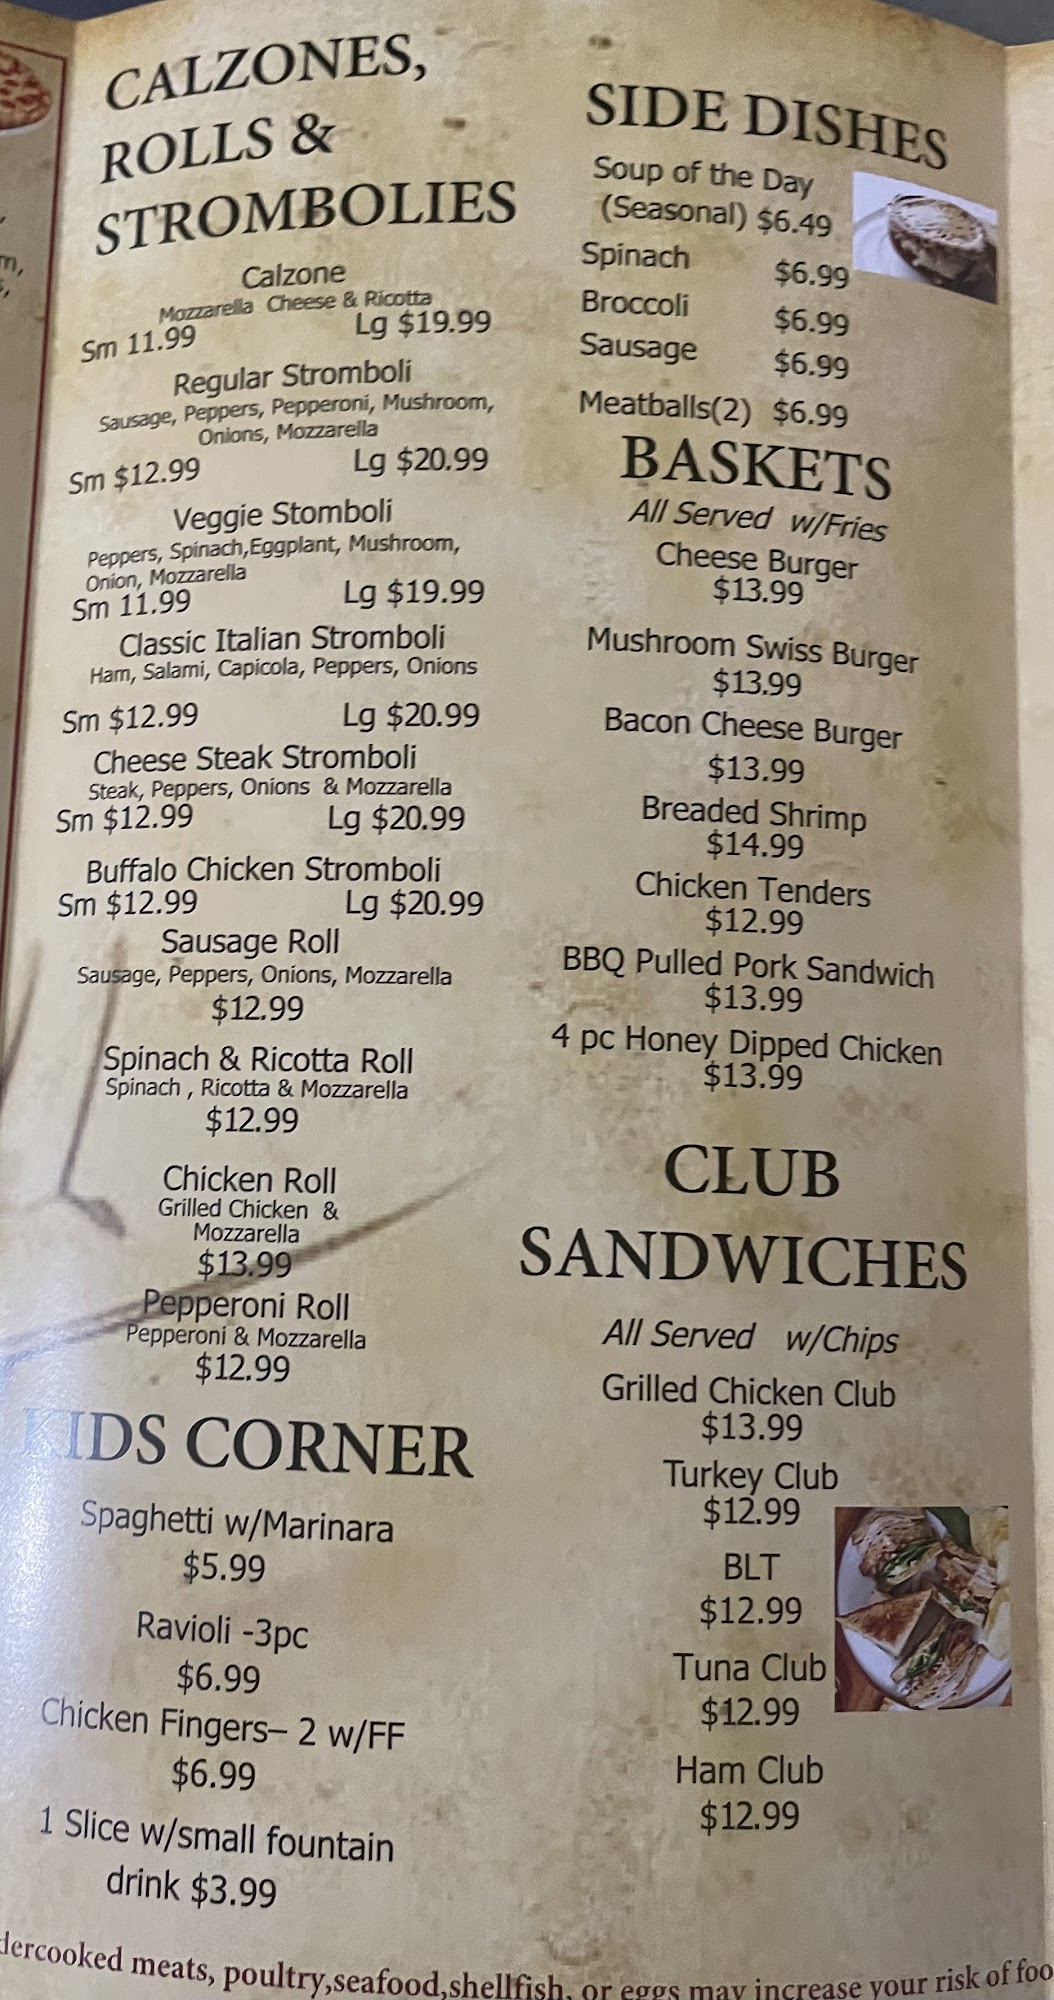 CALZONES,
ROLLS &
STROMBOLIES
Calzone
Mozzarella Cheese & Ricotta
Sm 11.99 Lg $19.99
Regular Stromboli
Sausage, Peppers, Pepperoni, Mushroom,
Onions, Mozzarella
Sm $12.99 Lg $20.99
Veggie Stomboli
Peppers, Spinach,Eggplant, Mushroom,
Onion, Mozzarella
Sm 11.99 Lg $19.99
Classic Italian Stromboli
Ham, Salami, Capicola, Peppers, Onions
Sm $12.99 Lg $20.99
Cheese Steak Stromboli
Steak, Peppers, Onions & Mozzarella
Sm $12.99 Lg $20.99
Buffalo Chicken Stromboli
Sm $12.99 Lg $20.99
Sausage Roll
Sausage, Peppers, Onions, Mozzarella
$12.99
Spinach & Ricotta Roll
Spinach , Ricotta & Mozzarella
$12.99
Chicken Roll
Grilled Chicken &
Mozzarella
$13.99
Pepperoni Roll
Pepperoni & Mozzarella
$12.99
KIDS CORNER
Spaghetti w/Marinara
$5.99
Ravioli -3pc
$6.99
Chicken Fingers– 2 w/FF
$6.99
1 Slice w/small fountain
drink $3.99
SIDE DISHES
Soup of the Day
(Seasonal) $6.49
Spinach $6.99
Broccoli $6.99
Sausage $6.99
Meatballs(2) $6.99
BASKETS
All Served w/Fries
Cheese Burger
$13.99
Mushroom Swiss Burger
$13.99
Bacon Cheese Burger
$13.99
Breaded Shrimp
$14.99
Chicken Tenders
$12.99
BBQ Pulled Pork Sandwich
$13.99
4 pc Honey Dipped Chicken
$13.99
CLUB
SANDWICHES
All Served w/Chips
Grilled Chicken Club
$13.99
Turkey Club
$12.99
BLT
$12.99
Tuna Club
$12.99
Ham Club
$12.99
dercooked meats, poultry,seafood,shellfish, or eggs may increase your risk of foo